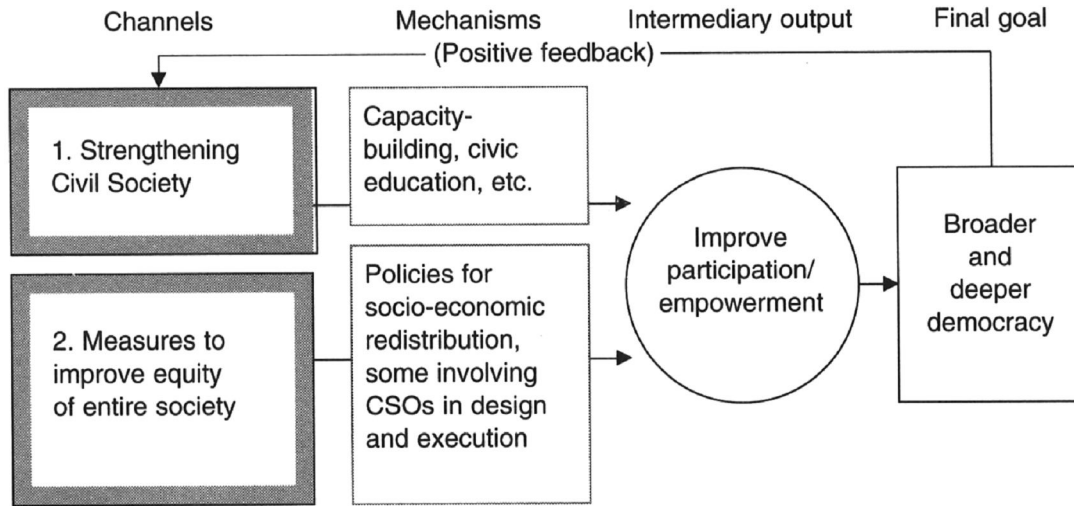 Channels
Mechanisms
Intermediary output
Final goal
(Positive feedback)
1. Strengthening
Civil Society
Capacity-
building, civic
education, etc.
2. Measures to
improve equity
of entire society
Policies for
socio-economic
redistribution,
some involving
CSOs in design
and execution
Improve
participation/
empowerment
Broader
and
deeper
democracy